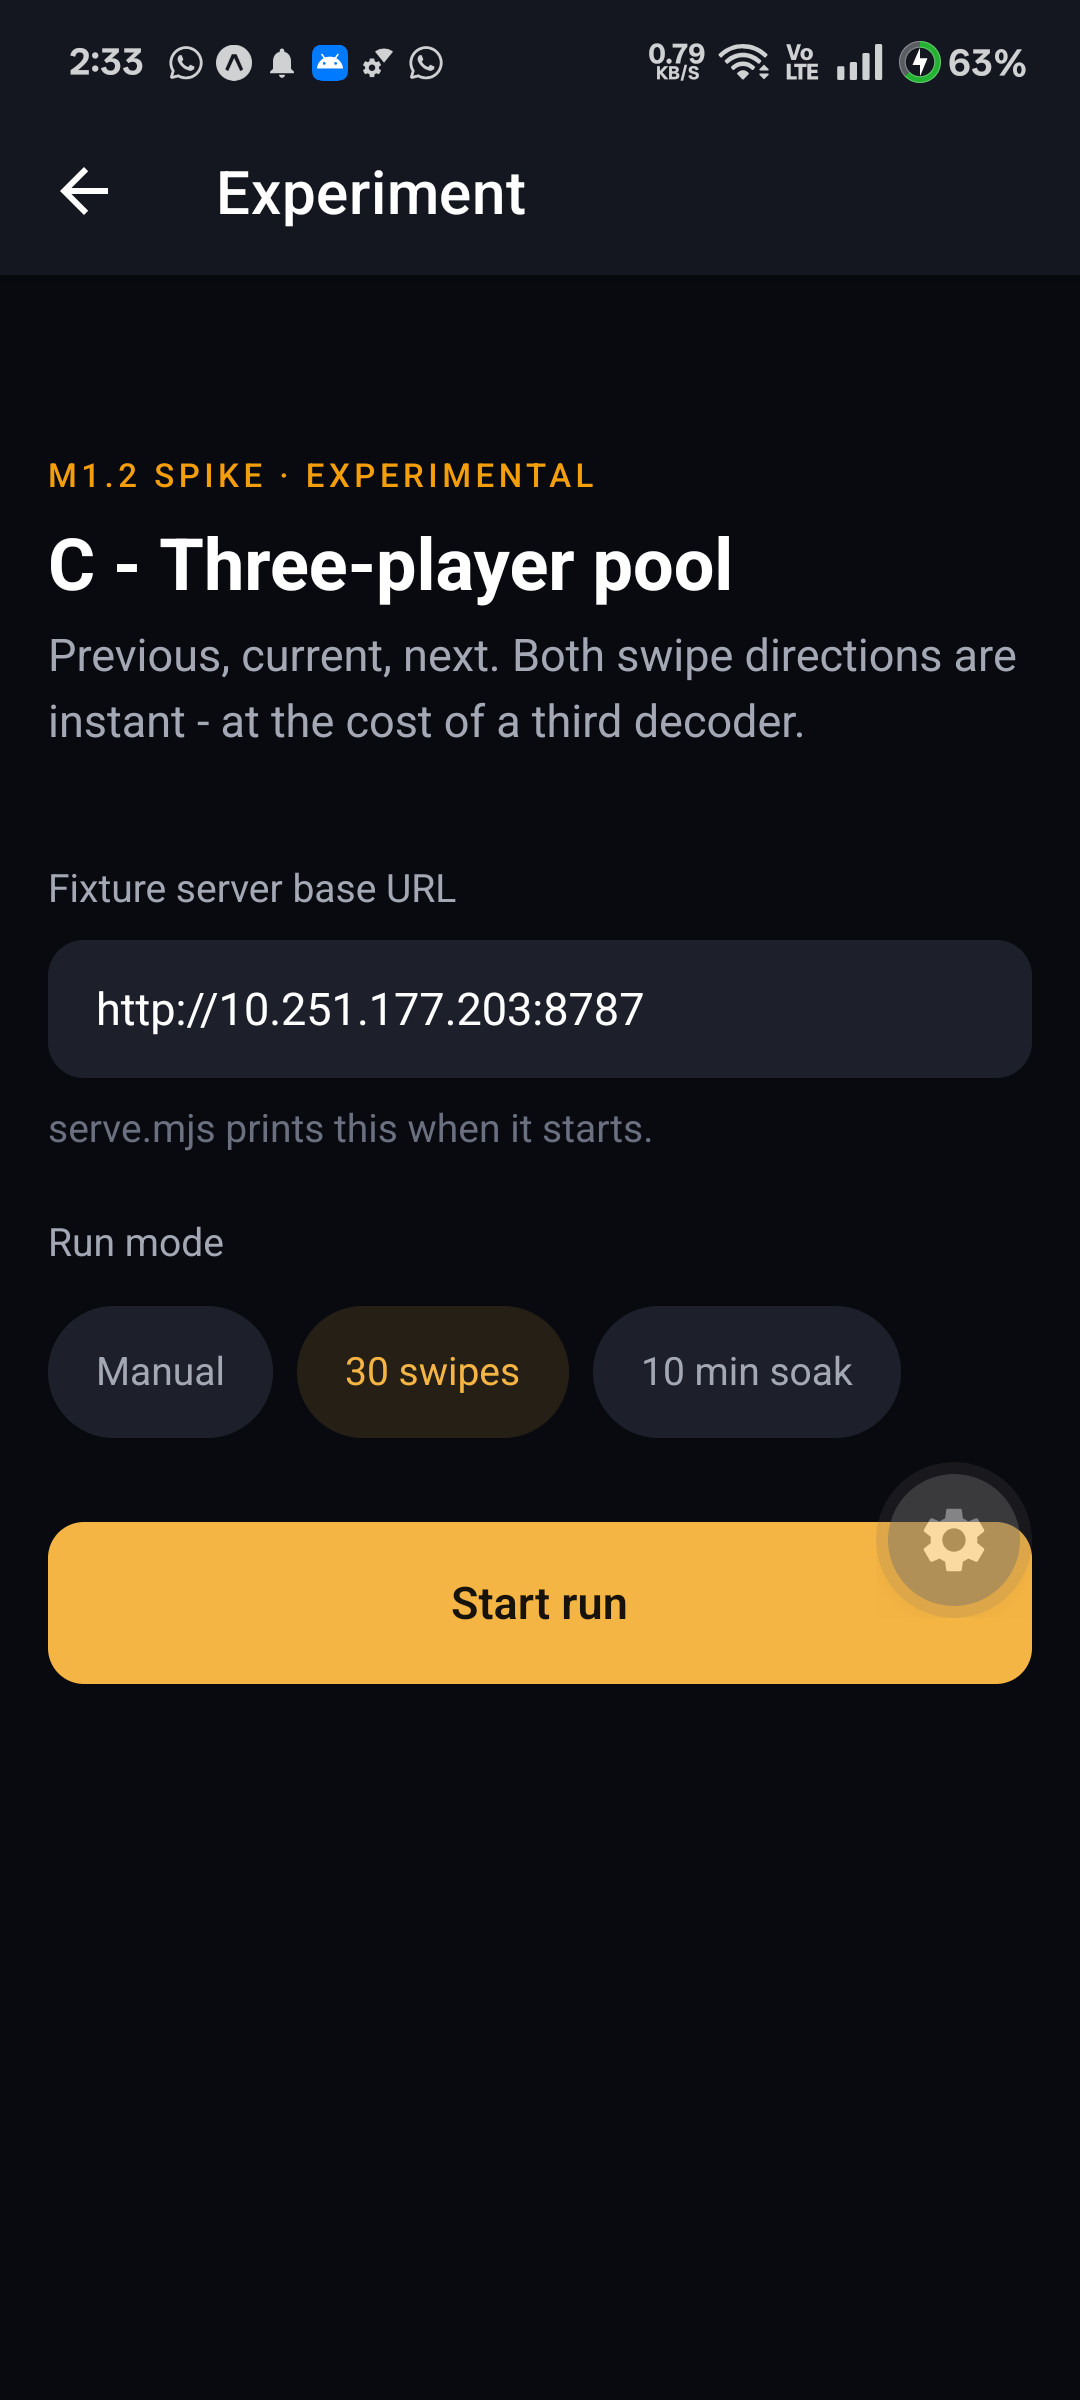 2:33
0.79 KB/S
Vo LTE
63%
Experiment
M1.2 SPIKE · EXPERIMENTAL
C - Three-player pool
Previous, current, next. Both swipe directions are
instant - at the cost of a third decoder.
Fixture server base URL
http://10.251.177.203:8787
serve.mjs prints this when it starts.
Run mode
Manual
30 swipes
10 min soak
Start run